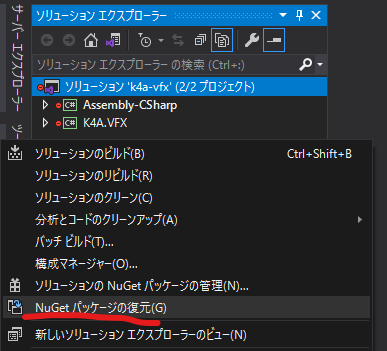 サーバー エクスプローラー
ツー
ソリューション エクスプローラー
ソリューション エクスプローラー の検索 (Ctrl+;)
ソリューション 'k4a-vfx' (2/2 プロジェクト)
C# Assembly-CSharp
C# K4A.VFX
ソリューションのビルド(B) Ctrl+Shift+B
ソリューションのリビルド(R)
ソリューションのクリーン(C)
分析とコードのクリーンアップ(A)
バッチ ビルド(T)...
構成マネージャー(O)...
ソリューションの NuGet パッケージの管理(N)...
NuGet パッケージの復元(G)
新しいソリューション エクスプローラーのビュー(N)